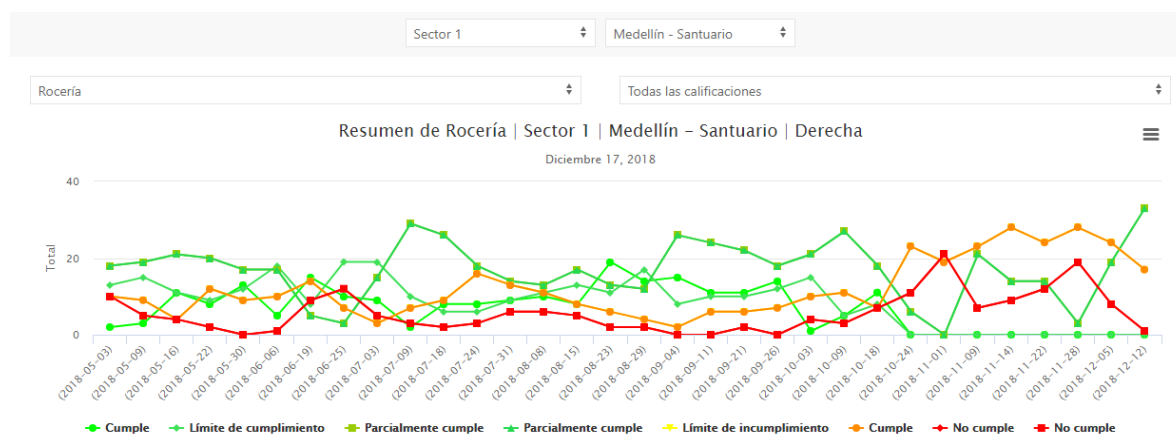 Sector 1 Medellín - Santuario
Rocería Todas las calificaciones
Resumen de Rocería | Sector 1 | Medellín – Santuario | Derecha
Diciembre 17, 2018
40
Total
20
0
(2018-05-03) (2018-05-09) (2018-05-16) (2018-05-22) (2018-05-30) (2018-06-06) (2018-06-19) (2018-06-25) (2018-07-03) (2018-07-09) (2018-07-18) (2018-07-24) (2018-07-31) (2018-08-08) (2018-08-15) (2018-08-23) (2018-08-29) (2018-09-04) (2018-09-11) (2018-09-21) (2018-09-26) (2018-10-03) (2018-10-09) (2018-10-18) (2018-10-24) (2018-11-01) (2018-11-09) (2018-11-14) (2018-11-22) (2018-11-28) (2018-12-05) (2018-12-12)
Cumple Límite de cumplimiento Parcialmente cumple Parcialmente cumple Límite de incumplimiento Cumple No cumple No cumple